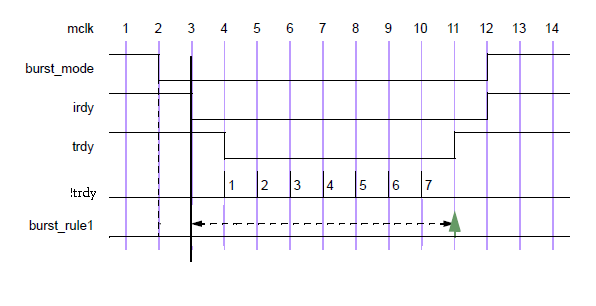 mclk 1 2 3 4 5 6 7 8 9 10 11 12 13 14
burst_mode
irdy
trdy
!trdy 1 2 3 4 5 6 7
burst_rule1